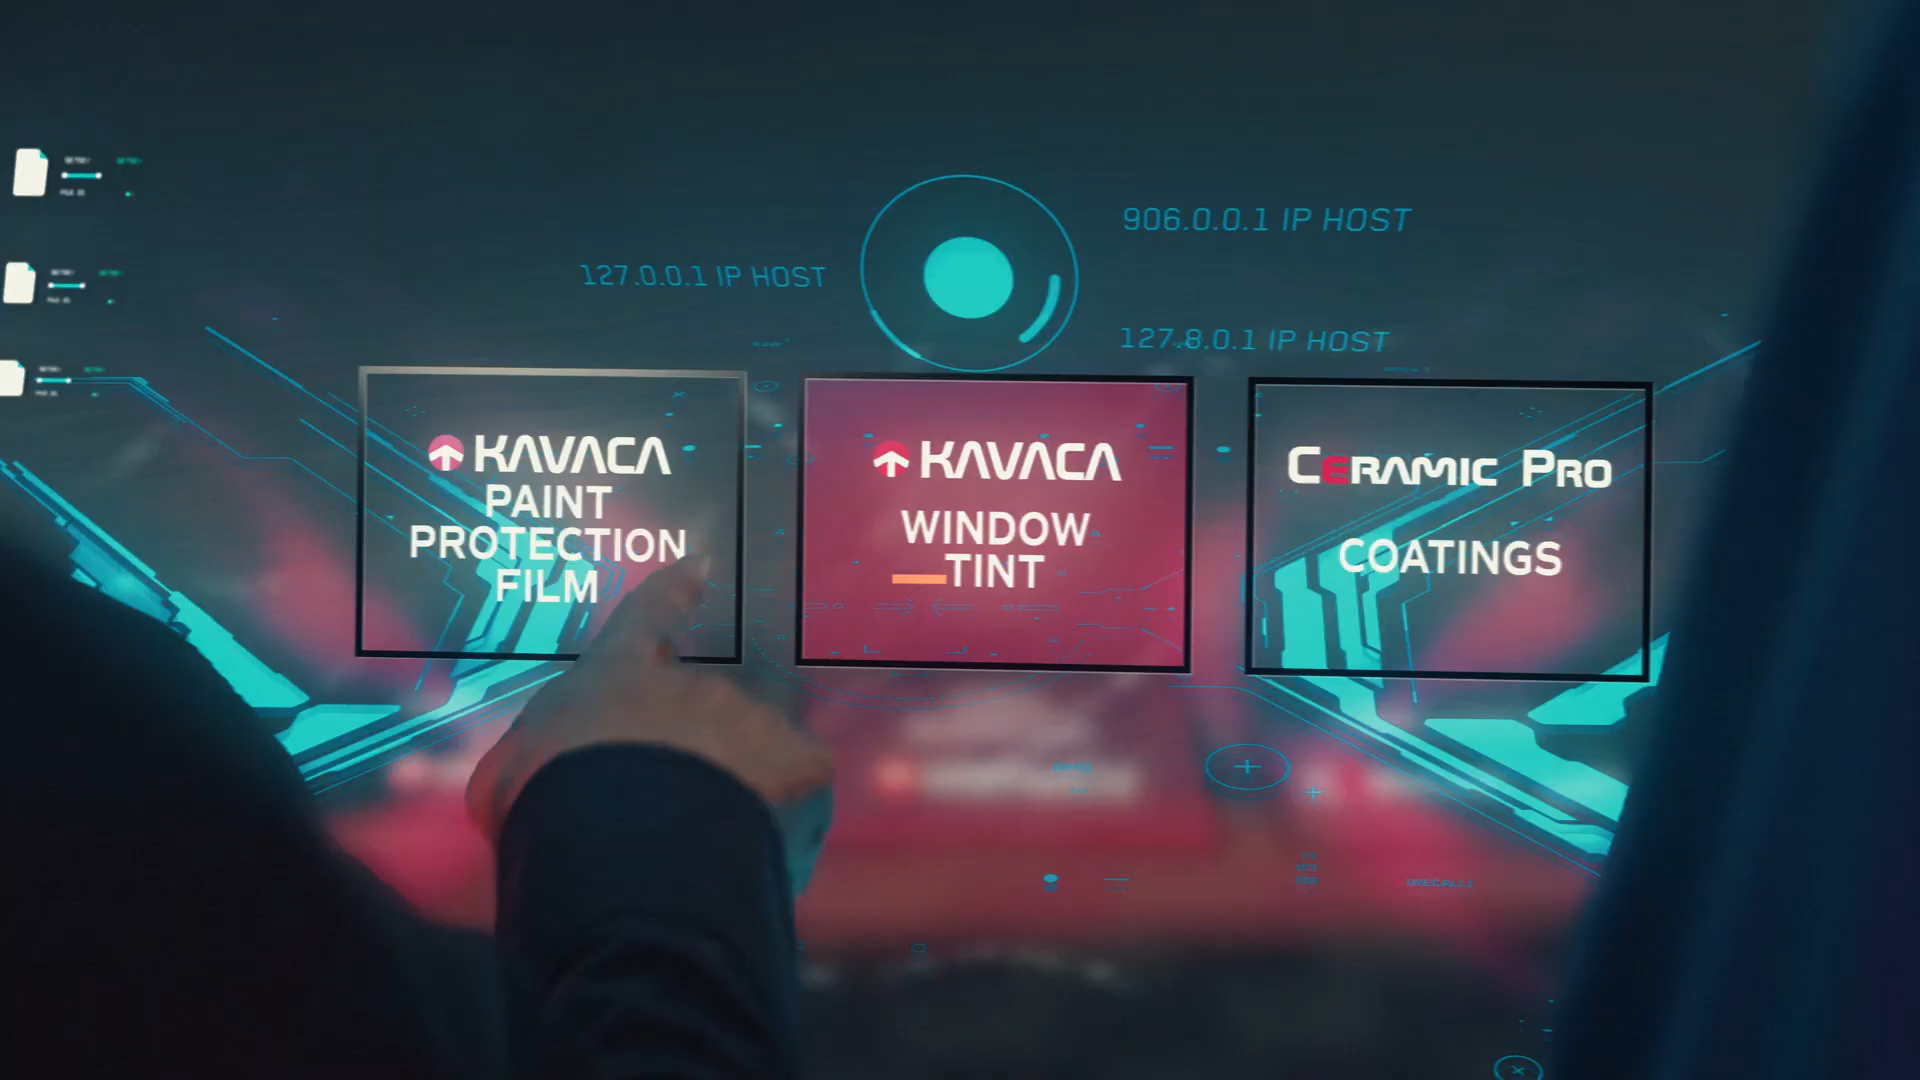 906.0.0.1 IP HOST
127.0.0.1 IP HOST
127.8.0.1 IP HOST
KAVACA
PAINT
PROTECTION
FILM
KAVACA
WINDOW
TINT
CERAMIC PRO
COATINGS